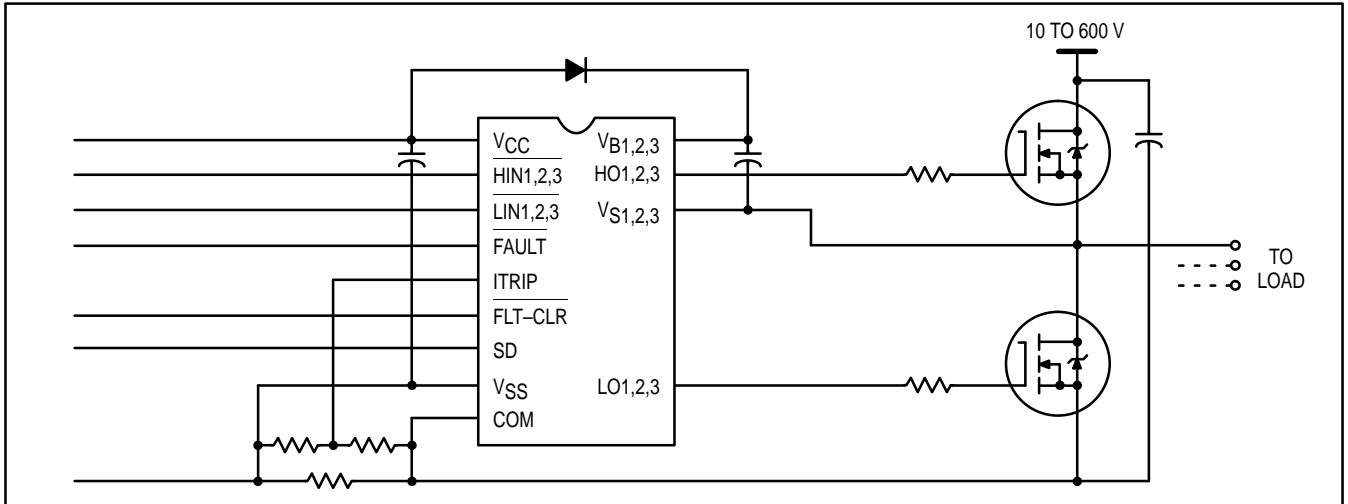 10 TO 600 V
VCC
VB1,2,3
HIN1,2,3
HO1,2,3
LIN1,2,3
VS1,2,3
FAULT
TO
LOAD
ITRIP
FLT–CLR
SD
VSS
LO1,2,3
COM